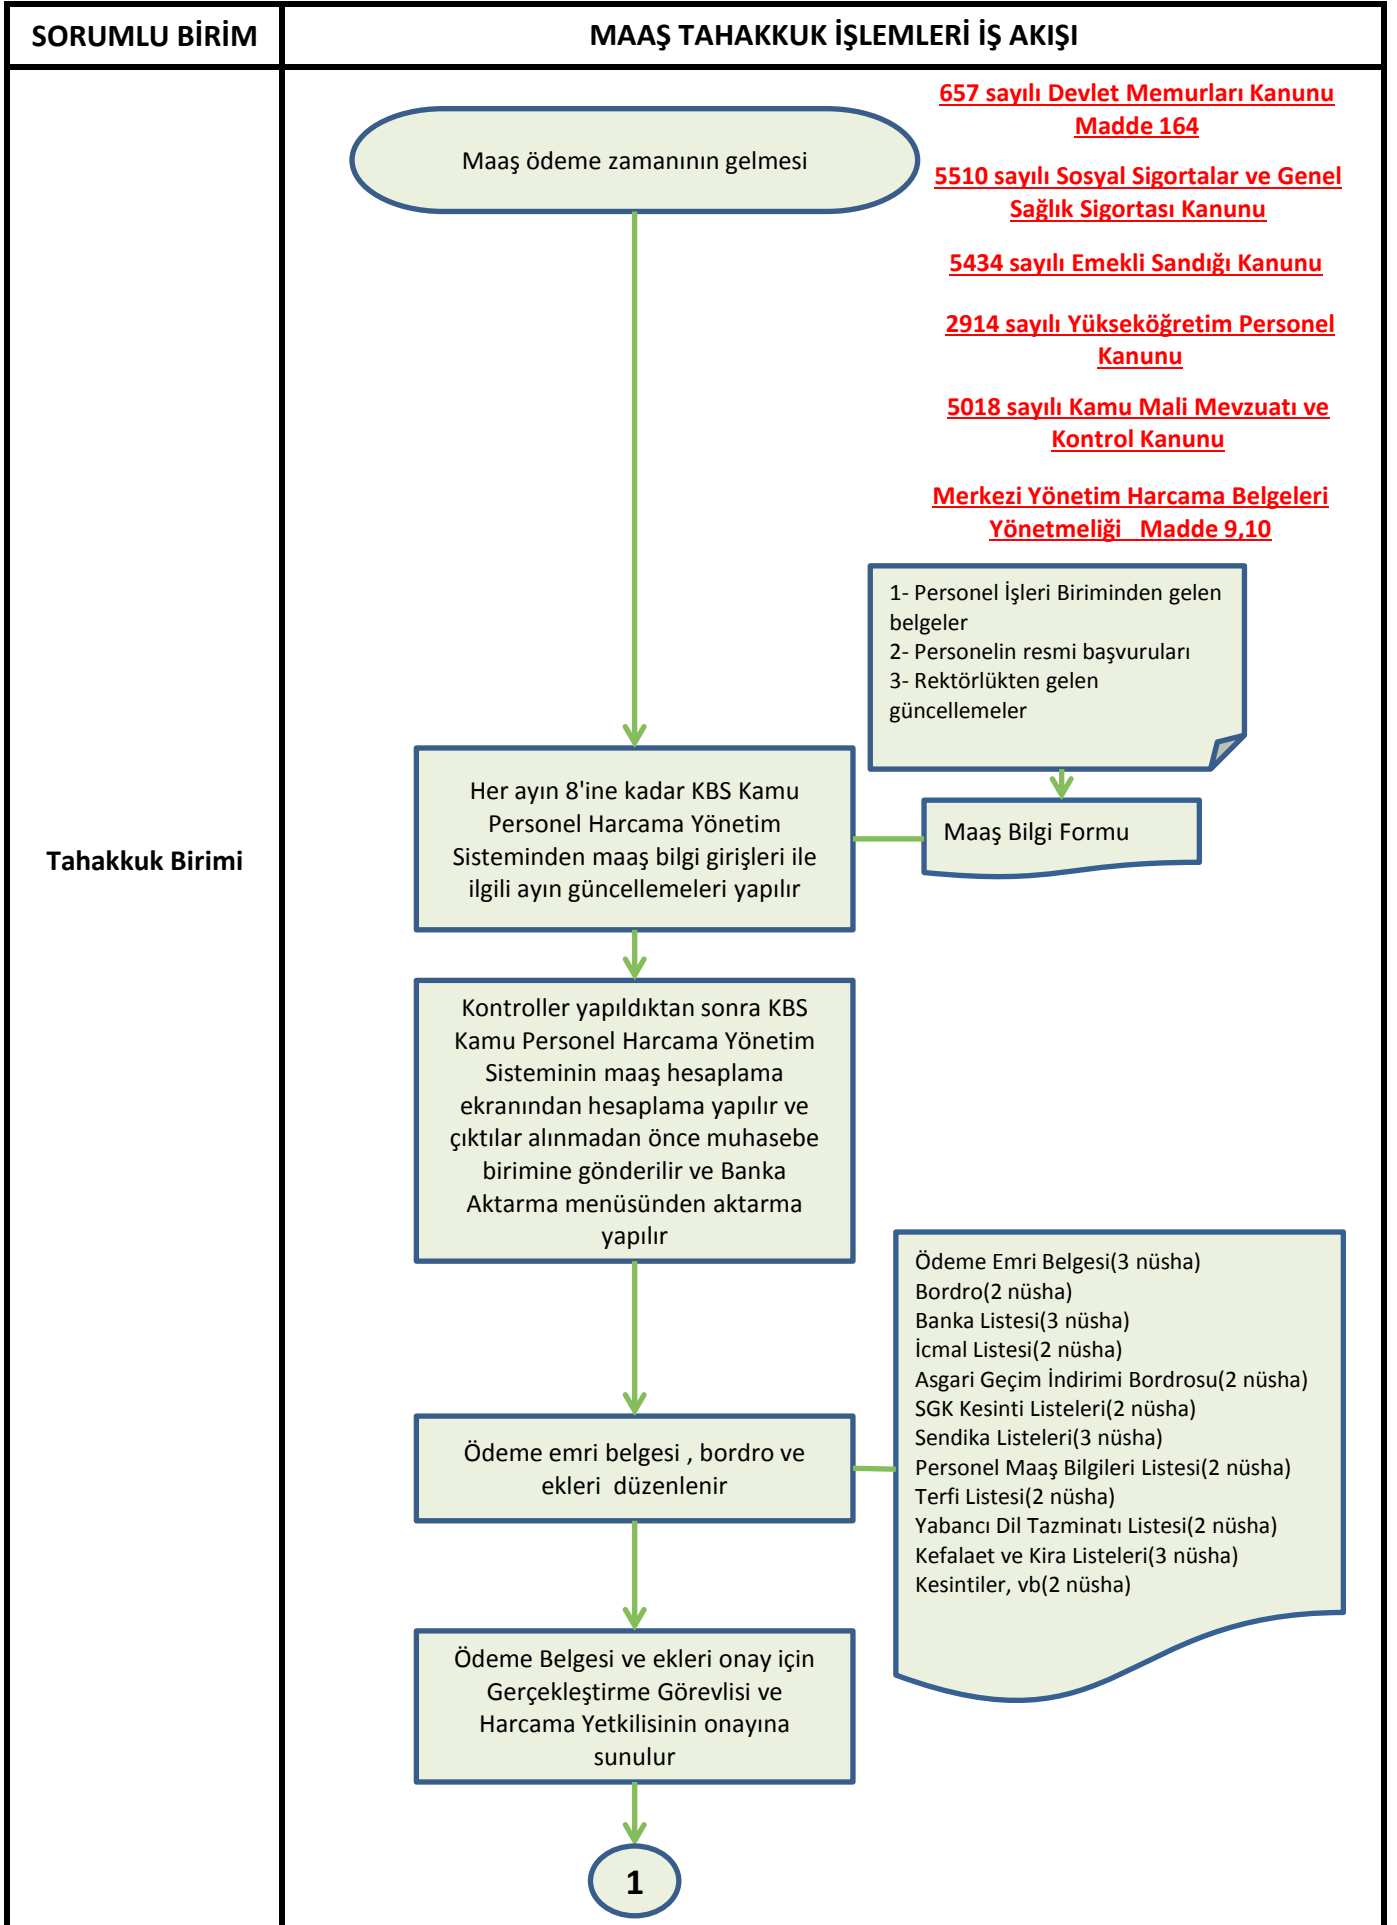 SORUMLU BİRİM
MAAŞ TAHAKKUK İŞLEMLERİ İŞ AKIŞI
657 sayılı Devlet Memurları Kanunu
Madde 164
Maaş ödeme zamanının gelmesi
5510 sayılı Sosyal Sigortalar ve Genel
Sağlık Sigortası Kanunu
5434 sayılı Emekli Sandığı Kanunu
2914 sayılı Yükseköğretim Personel
Kanunu
5018 sayılı Kamu Mali Mevzuatı ve
Kontrol Kanunu
Merkezi Yönetim Harcama Belgeleri
Yönetmeliği   Madde 9,10
1- Personel İşleri Biriminden gelen
belgeler
2- Personelin resmi başvuruları
3- Rektörlükten gelen
güncellemeler
Her ayın 8'ine kadar KBS Kamu
Personel Harcama Yönetim
Sisteminden maaş bilgi girişleri ile
ilgili ayın güncellemeleri yapılır
Maaş Bilgi Formu
Tahakkuk Birimi
Kontroller yapıldıktan sonra KBS
Kamu Personel Harcama Yönetim
Sisteminin maaş hesaplama
ekranından hesaplama yapılır ve
çıktılar alınmadan önce muhasebe
birimine gönderilir ve Banka
Aktarma menüsünden aktarma
yapılır
Ödeme Emri Belgesi(3 nüsha)
Bordro(2 nüsha)
Banka Listesi(3 nüsha)
İcmal Listesi(2 nüsha)
Asgari Geçim İndirimi Bordrosu(2 nüsha)
SGK Kesinti Listeleri(2 nüsha)
Sendika Listeleri(3 nüsha)
Personel Maaş Bilgileri Listesi(2 nüsha)
Terfi Listesi(2 nüsha)
Yabancı Dil Tazminatı Listesi(2 nüsha)
Kefalaet ve Kira Listeleri(3 nüsha)
Kesintiler, vb(2 nüsha)
Ödeme emri belgesi , bordro ve
ekleri  düzenlenir
Ödeme Belgesi ve ekleri onay için
Gerçekleştirme Görevlisi ve
Harcama Yetkilisinin onayına
sunulur
1